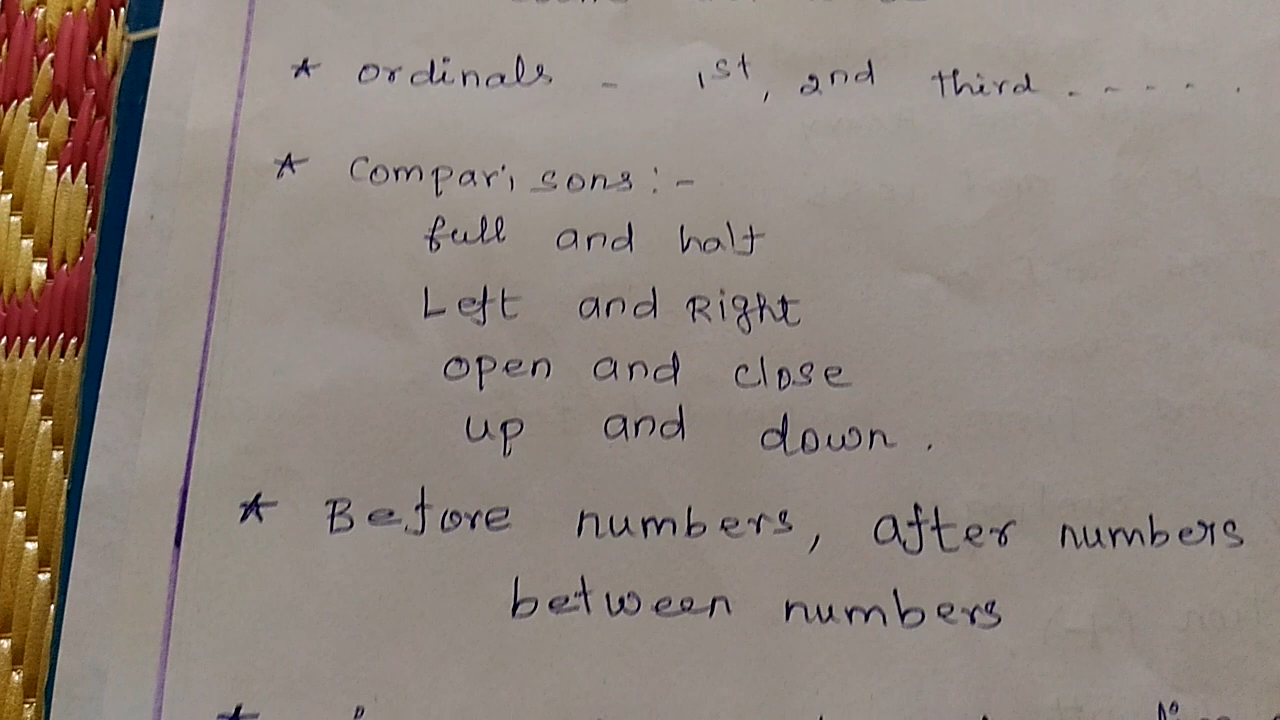 * ordinals - 1st, 2nd third . - - - - .
* Comparisons:-
full and half
Left and Right
open and close
up and down.
* Before numbers, after numbers
between numbers